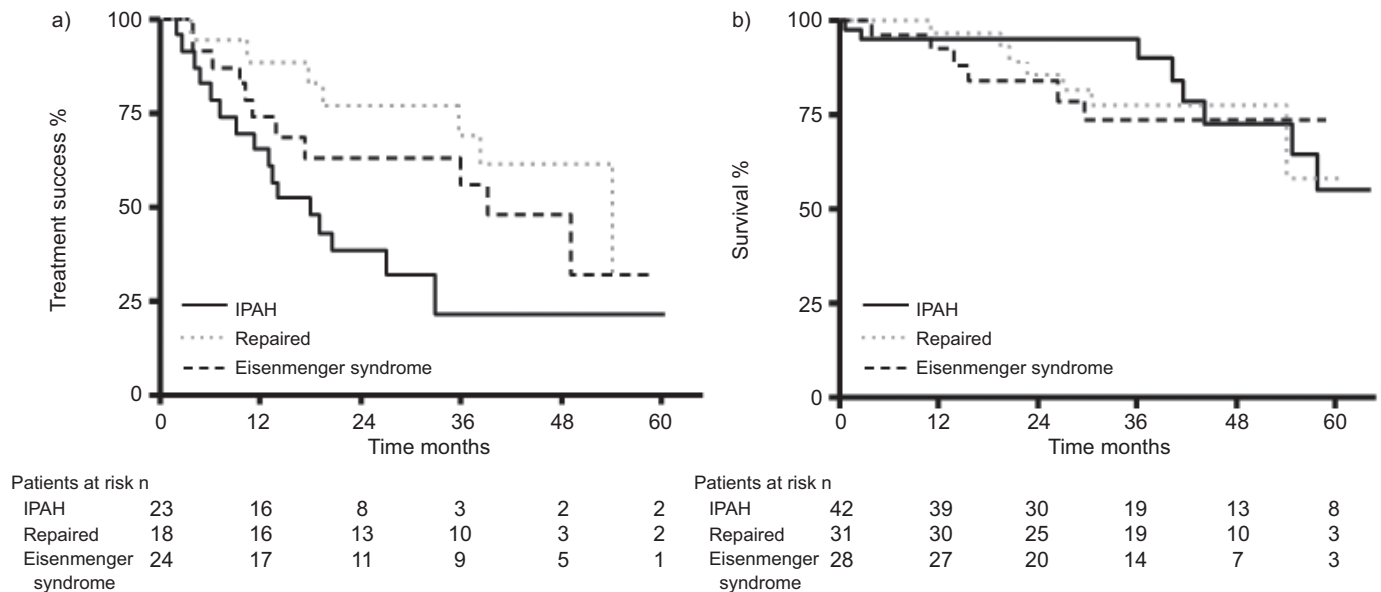 a)
100
75
50
25
0
Treatment success %
IPAH
Repaired
Eisenmenger syndrome
0 12 24 36 48 60
Time months
Patients at risk n
IPAH 23 16 8 3 2 2
Repaired 18 16 13 10 3 2
Eisenmenger 24 17 11 9 5 1
syndrome
b)
100
75
50
25
0
Survival %
IPAH
Repaired
Eisenmenger syndrome
0 12 24 36 48 60
Time months
Patients at risk n
IPAH 42 39 30 19 13 8
Repaired 31 30 25 19 10 3
Eisenmenger 28 27 20 14 7 3
syndrome